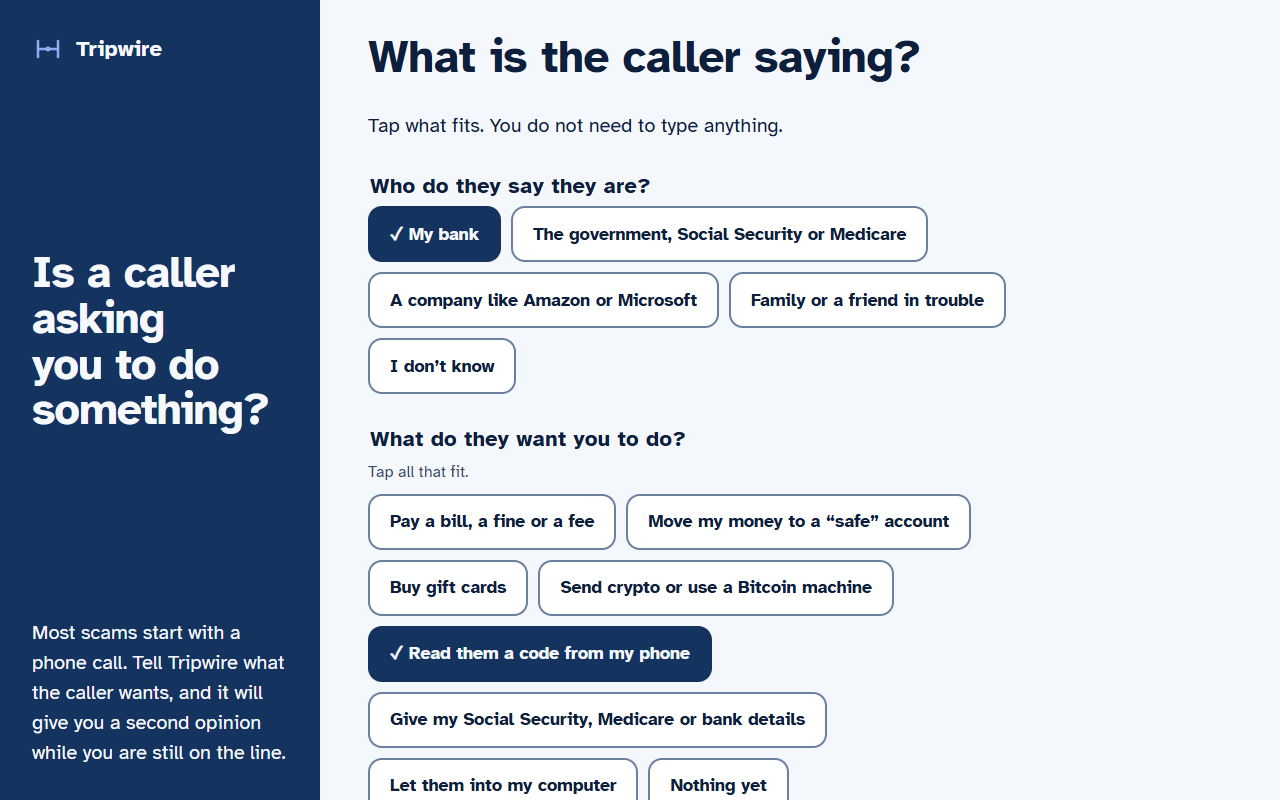 Tripwire
Is a caller
asking
you to do
something?
Most scams start with a
phone call. Tell Tripwire what
the caller wants, and it will
give you a second opinion
while you are still on the line.
What is the caller saying?
Tap what fits. You do not need to type anything.
Who do they say they are?
✓ My bank
The government, Social Security or Medicare
A company like Amazon or Microsoft
Family or a friend in trouble
I don’t know
What do they want you to do?
Tap all that fit.
Pay a bill, a fine or a fee
Move my money to a “safe” account
Buy gift cards
Send crypto or use a Bitcoin machine
✓ Read them a code from my phone
Give my Social Security, Medicare or bank details
Let them into my computer
Nothing yet